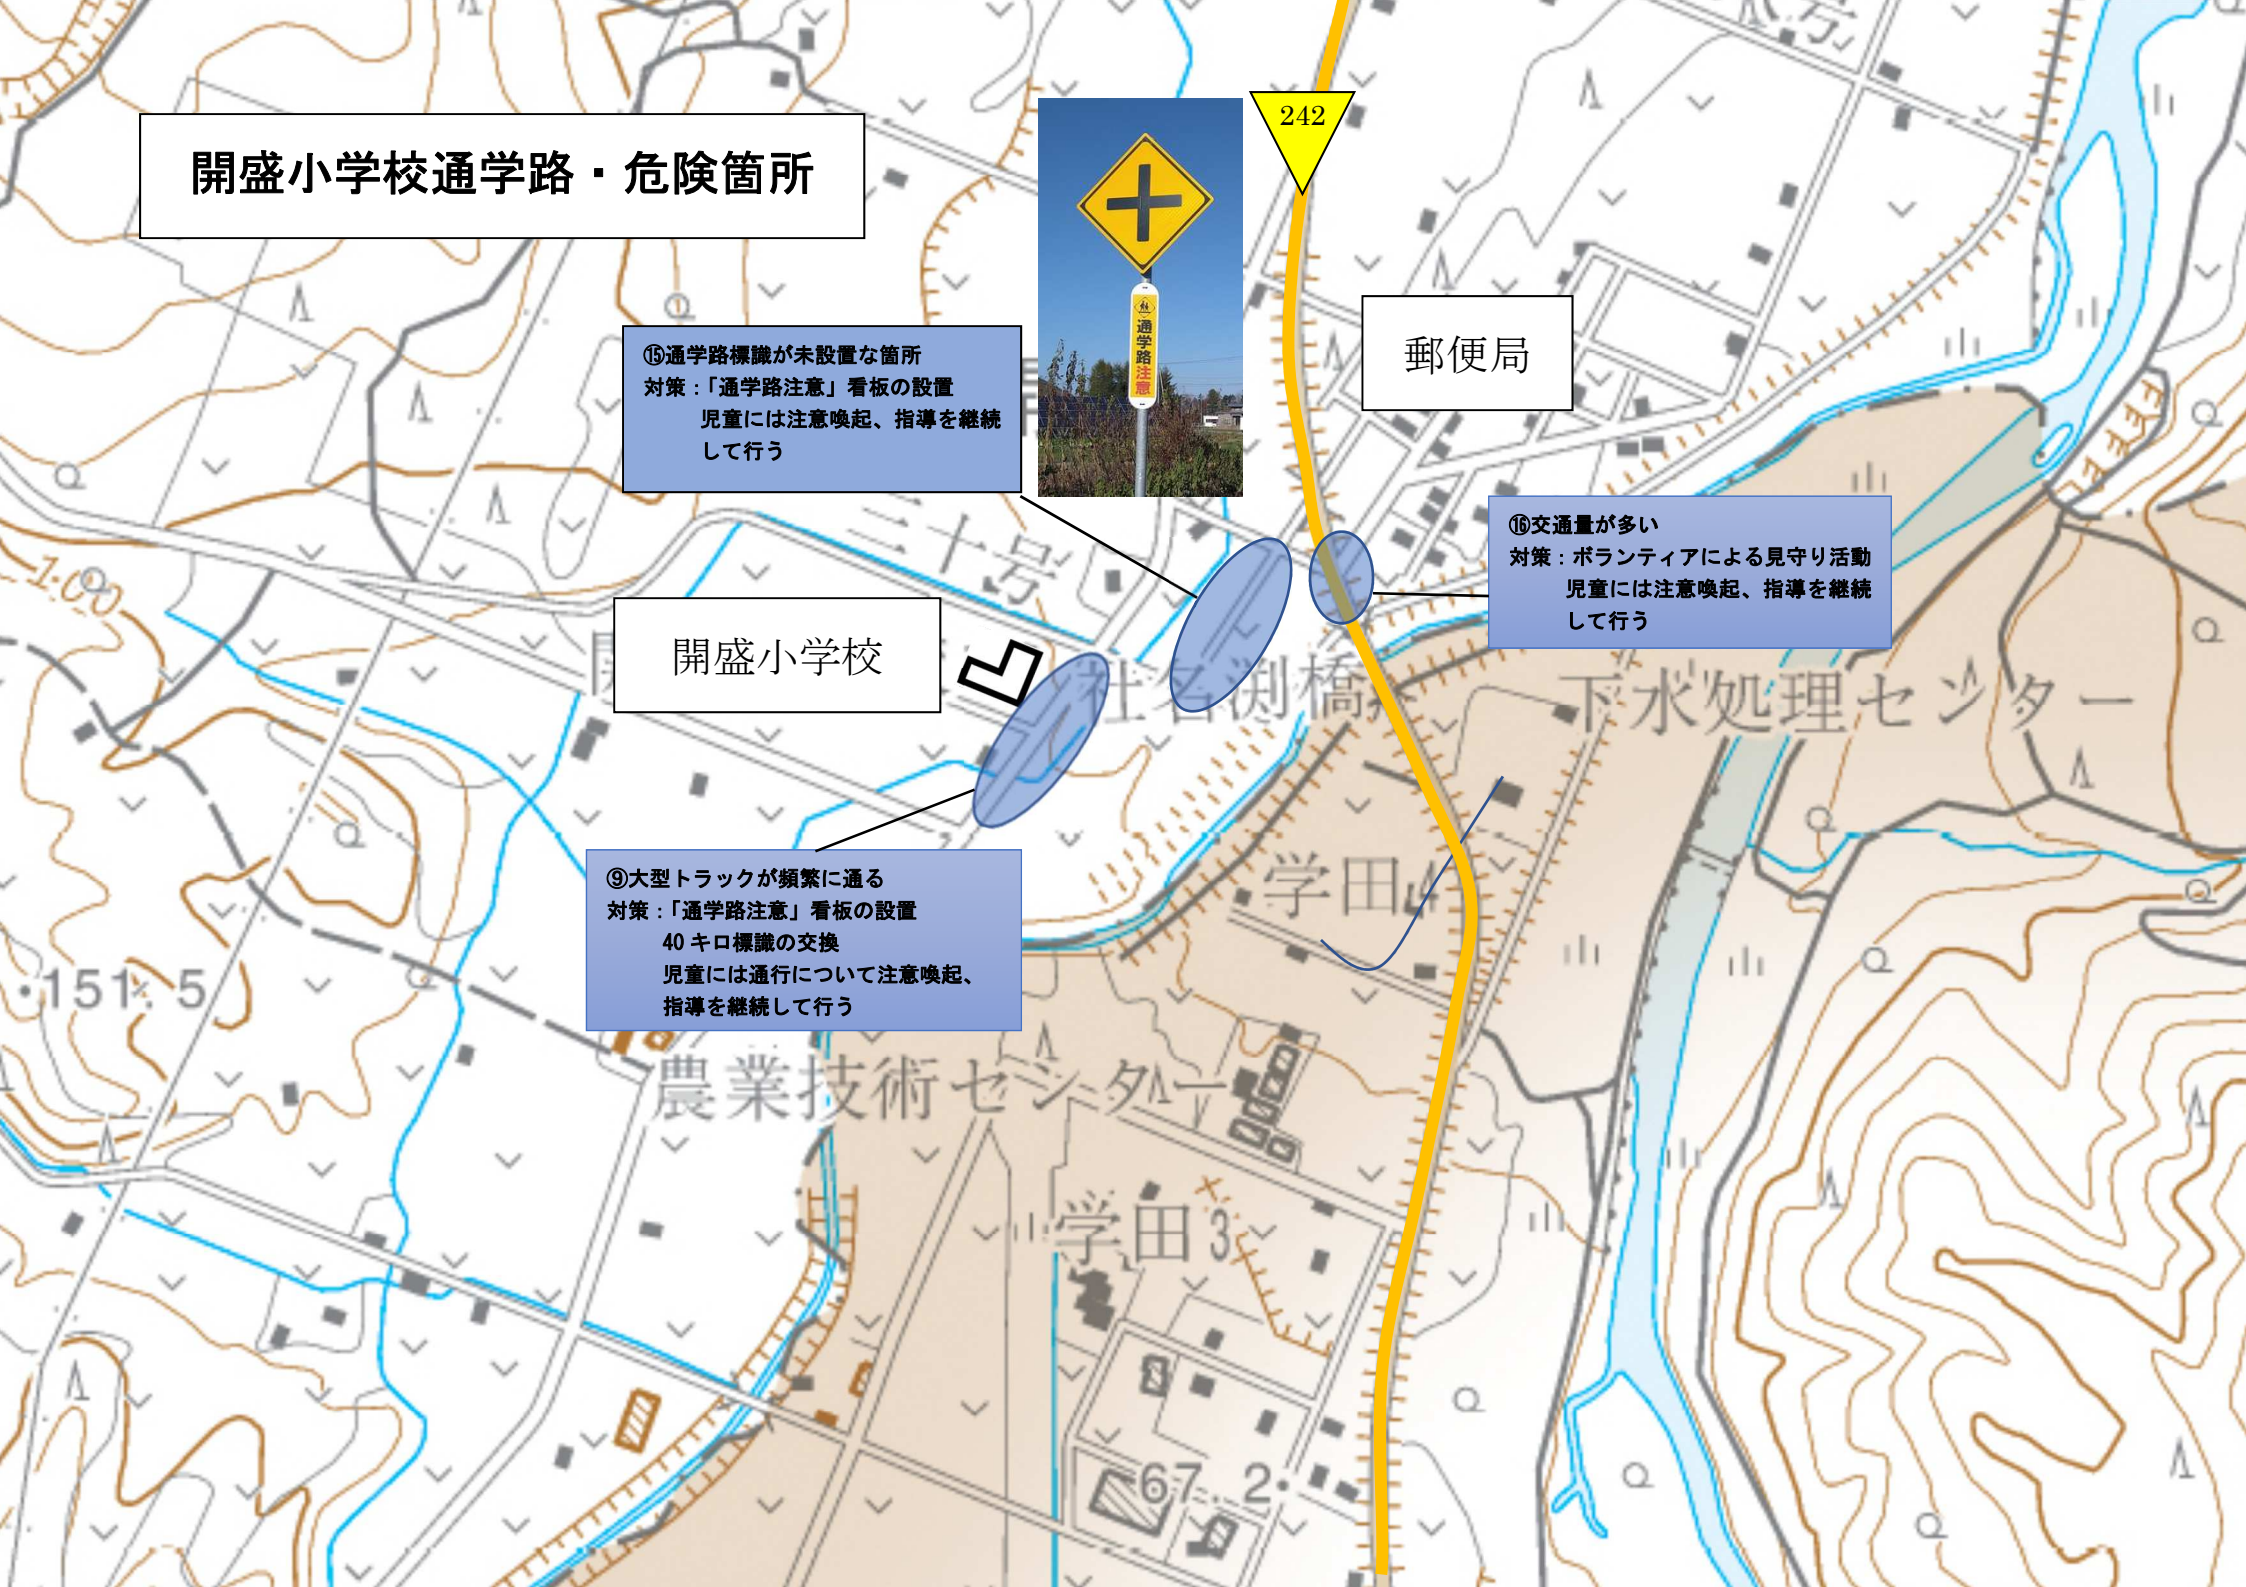 開盛小学校通学路・危険箇所
242
通学路注意
郵便局
⑮通学路標識が未設置な箇所
対策:「通学路注意」看板の設置
児童には注意喚起、指導を継続
して行う
三十号
⑯交通量が多い
対策:ボランティアによる見守り活動
児童には注意喚起、指導を継続
して行う
1.00
開盛小学校
社名渕橋
下水処理センター
⑨大型トラックが頻繁に通る
対策:「通学路注意」看板の設置
40キロ標識の交換
児童には通行について注意喚起、
指導を継続して行う
学田4
・151.5
農業技術センター
学田3
67.2・